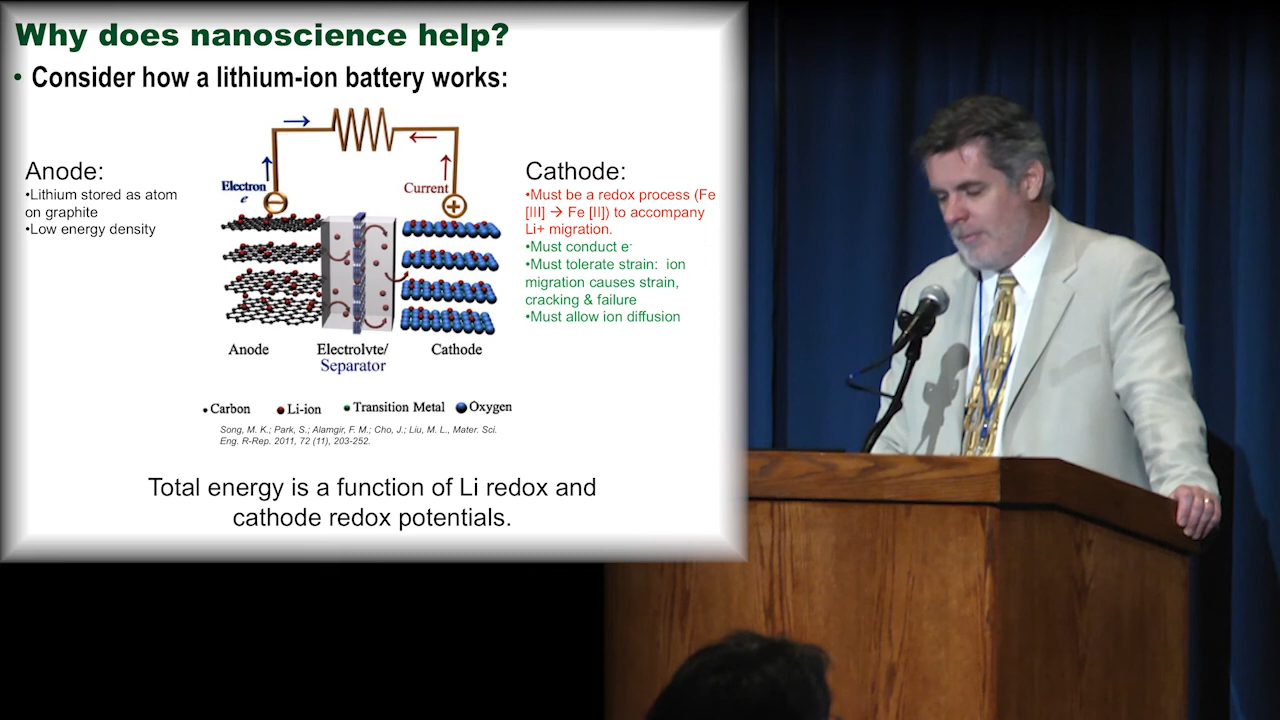 Why does nanoscience help?
• Consider how a lithium-ion battery works:
Anode:
•Lithium stored as atom
on graphite
•Low energy density
Electron
e
Current
Anode
Electrolyte/
Separator
Cathode
• Carbon
Li-ion
Transition Metal
Oxygen
Song, M. K.; Park, S.; Alamgir, F. M.; Cho, J.; Liu, M. L., Mater. Sci.
Eng. R-Rep. 2011, 72 (11), 203-252.
Cathode:
•Must be a redox process (Fe
[III] → Fe [II]) to accompany
Li+ migration.
•Must conduct e-
•Must tolerate strain: ion
migration causes strain,
cracking & failure
•Must allow ion diffusion
Total energy is a function of Li redox and
cathode redox potentials.